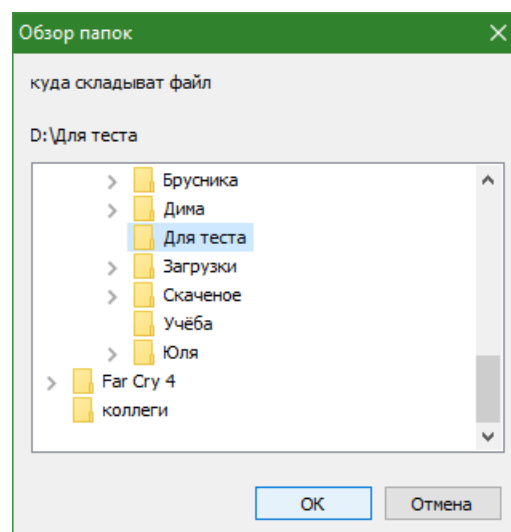 Обзор папок
куда складыват файл
D:\Для теста
Брусника
Дима
Для теста
Загрузки
Скаченое
Учёба
Юля
Far Cry 4
коллеги
ОК Отмена